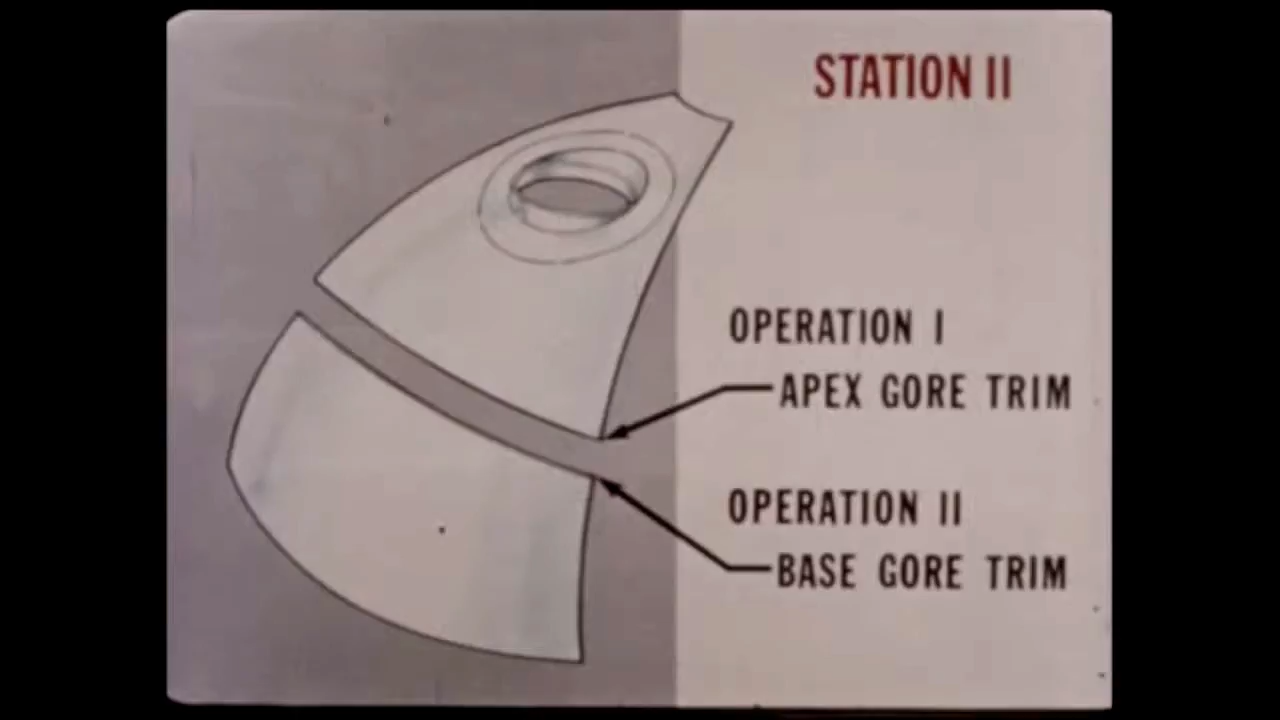 STATION II
OPERATION I
APEX GORE TRIM
OPERATION II
BASE GORE TRIM